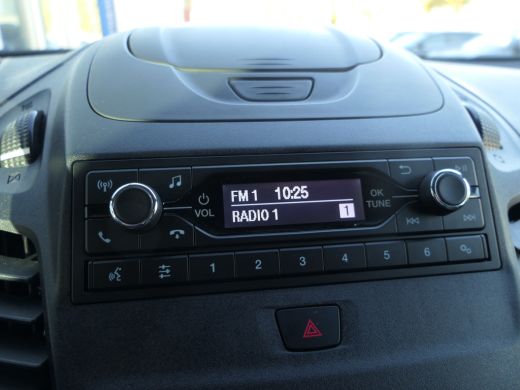 FM 1 10:25
RADIO 1 1
VOL
OK
TUNE
1 2 3 4 5 6